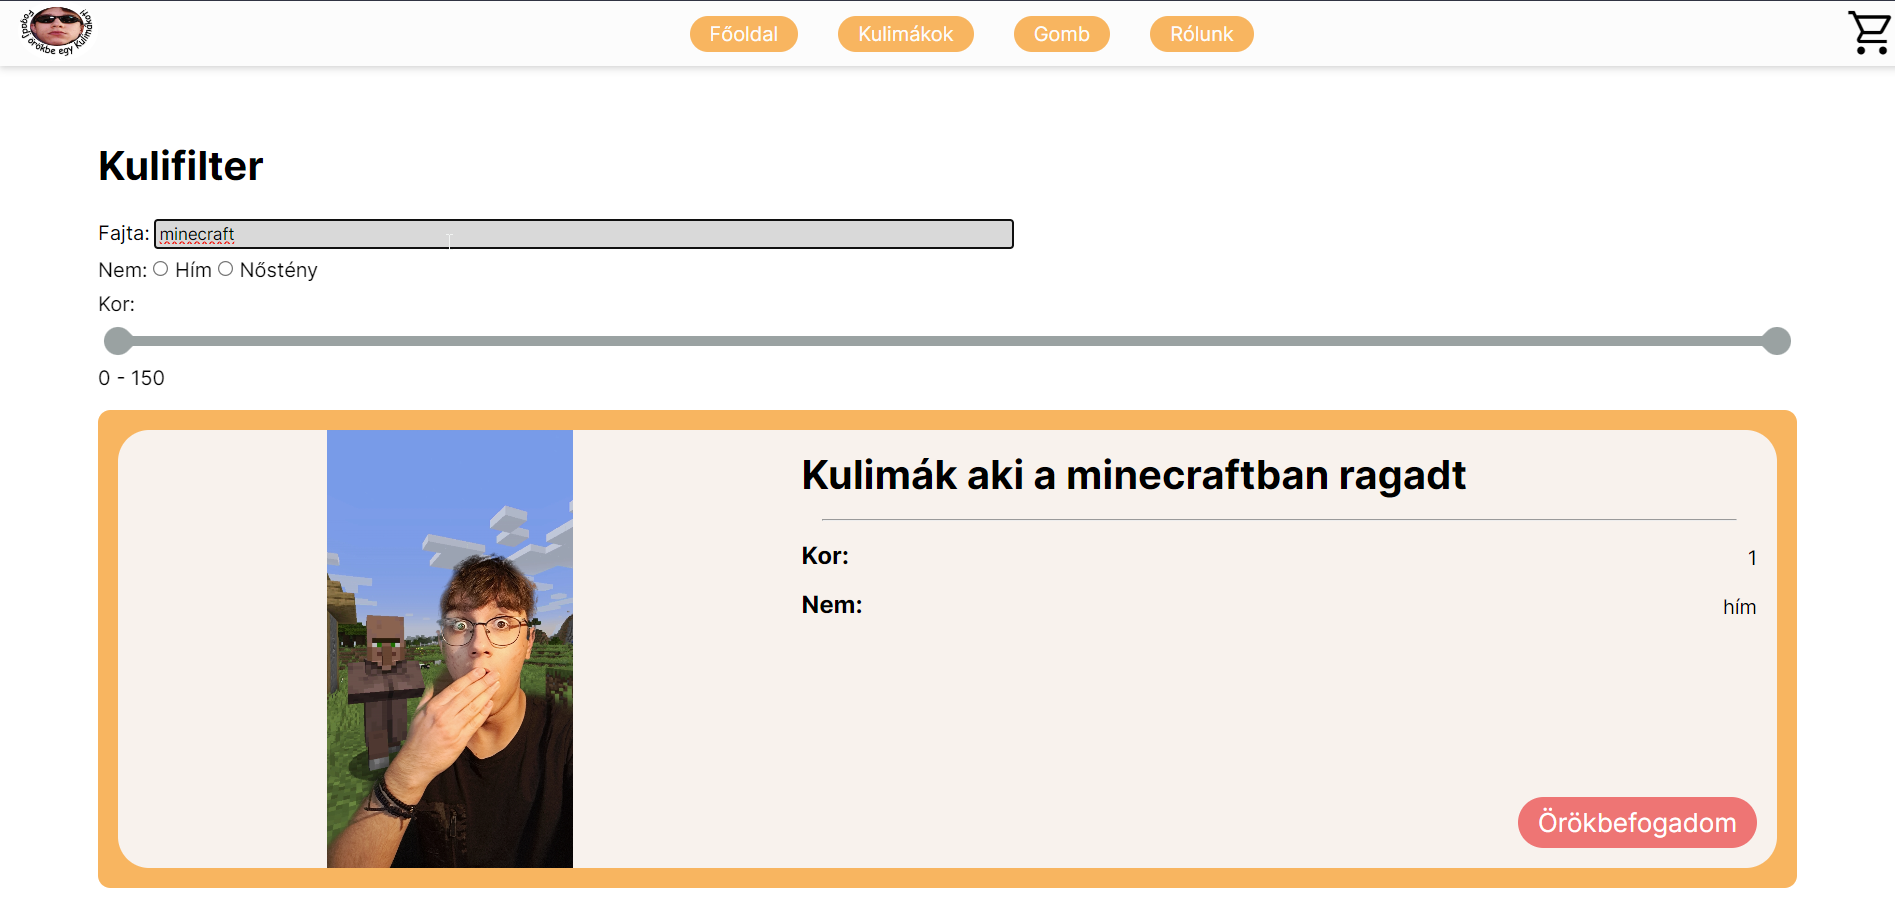 Fogadj örökbe egy Kulimákot!
Főoldal
Kulimákok
Gomb
Rólunk
Kulifilter
Fajta: minecraft
Nem: Hím Nőstény
Kor:
0 - 150
Kulimák aki a minecraftban ragadt
Kor: 1
Nem: hím
Örökbefogadom